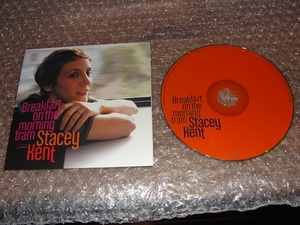 Breakfast
on the
morning
tram Stacey
Kent
Breakfast
on the
morning
tram Stacey
Kent